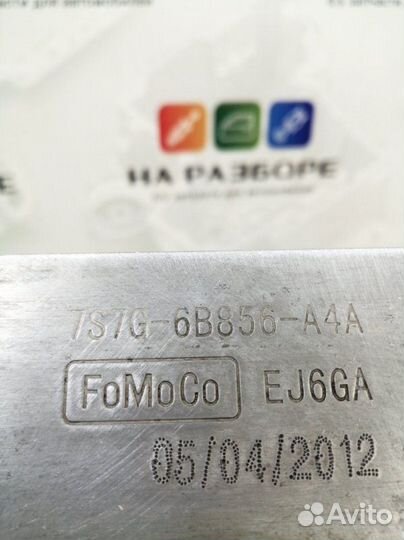 НА РАЗБОРЕ
7S7G-6B856-A4A
FoMoCo EJ6GA
05/04/2012
Avito